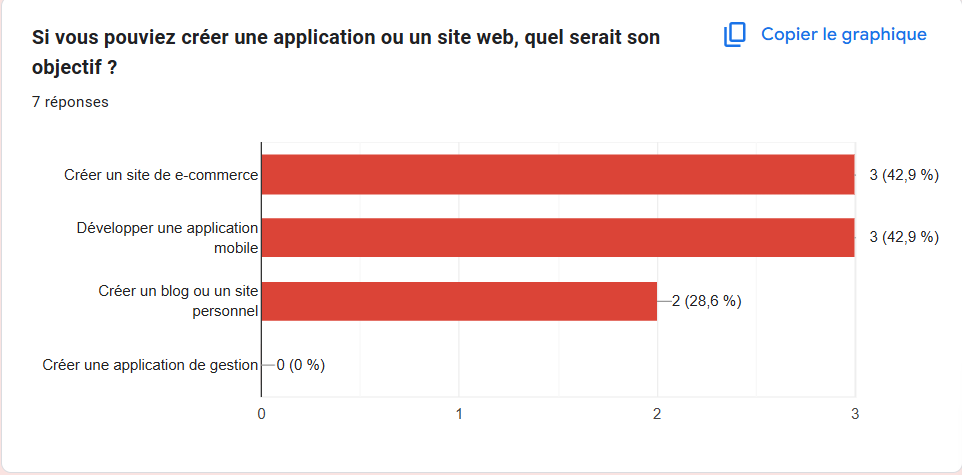 Si vous pouviez créer une application ou un site web, quel serait son
objectif ?
Copier le graphique
7 réponses
Créer un site de e-commerce
3 (42,9 %)
Développer une application
mobile
3 (42,9 %)
Créer un blog ou un site
personnel
2 (28,6 %)
Créer une application de gestion
0 (0 %)
0
1
2
3